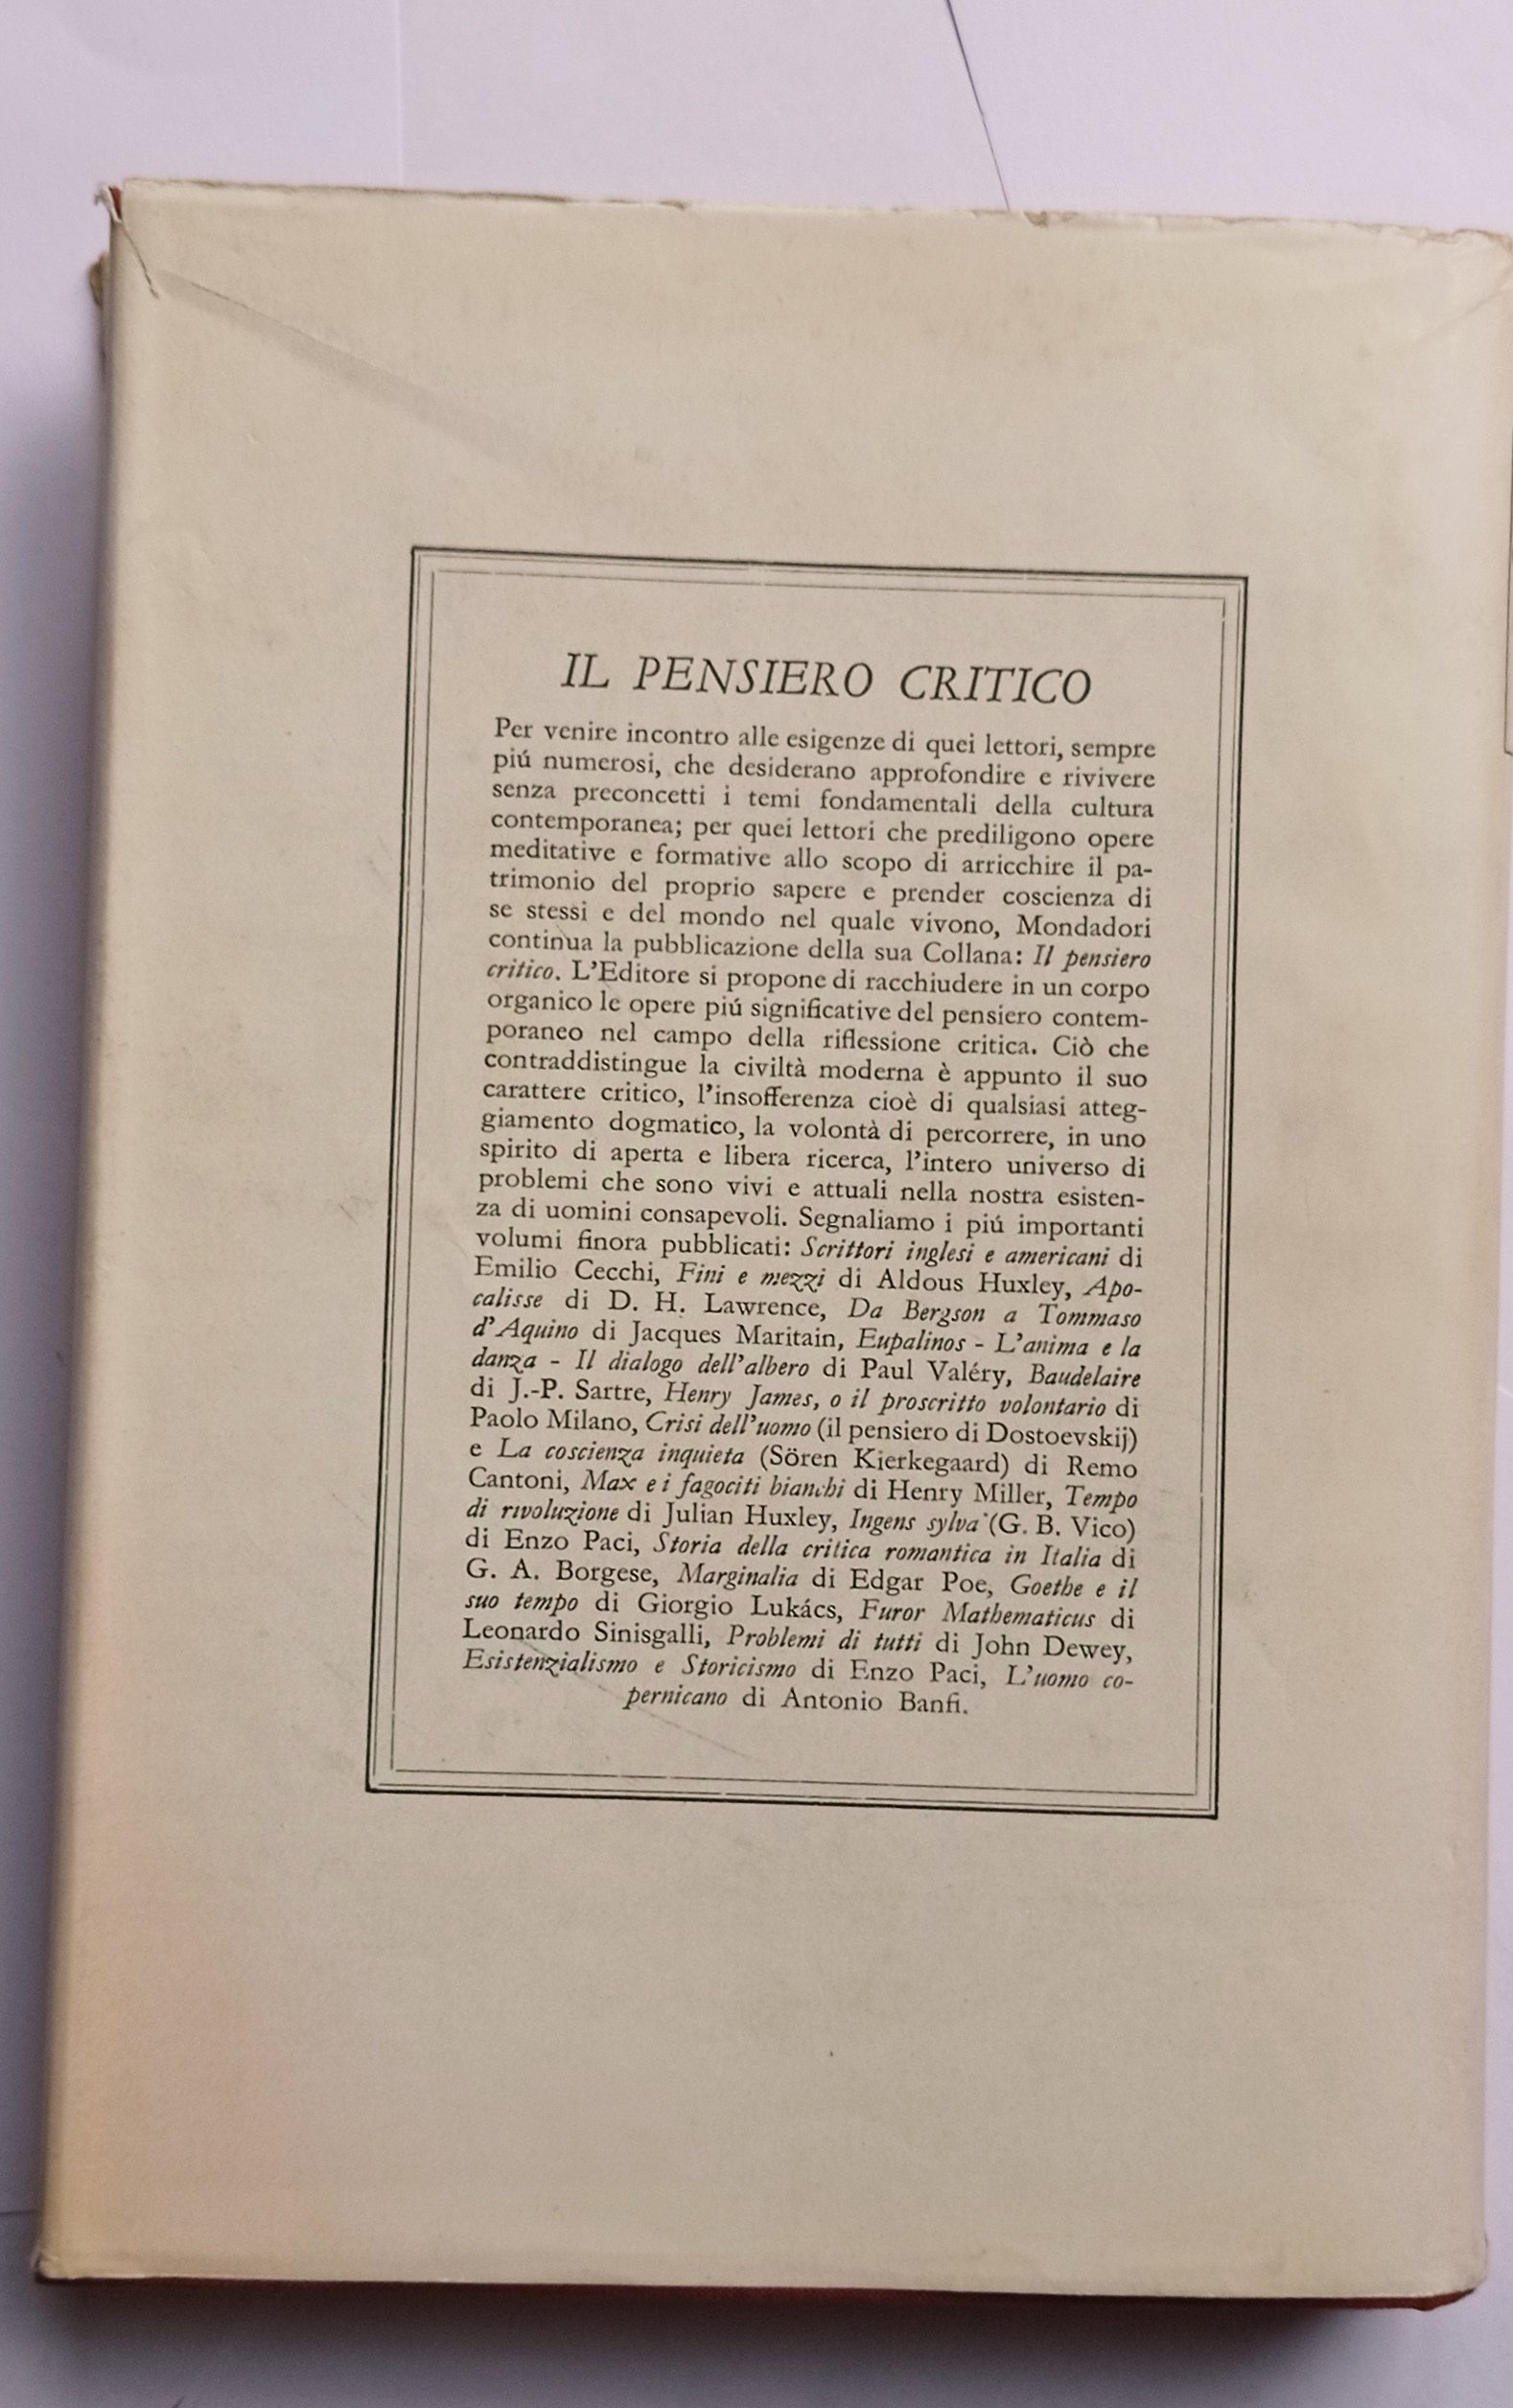 IL PENSIERO CRITICO
Per venire incontro alle esigenze di quei lettori, sempre
piú numerosi, che desiderano approfondire e rivivere
senza preconcetti i temi fondamentali della cultura
contemporanea; per quei lettori che prediligono opere
meditative e formative allo scopo di arricchire il pa-
trimonio del proprio sapere e prender coscienza di
se stessi e del mondo nel quale vivono, Mondadori
continua la pubblicazione della sua Collana: Il pensiero
critico. L'Editore si propone di racchiudere in un corpo
organico le opere piú significative del pensiero contem-
poraneo nel campo della riflessione critica. Ciò che
contraddistingue la civiltà moderna è appunto il suo
carattere critico, l'insofferenza cioè di qualsiasi atteg-
giamento dogmatico, la volontà di percorrere, in uno
spirito di aperta e libera ricerca, l'intero universo di
problemi che sono vivi e attuali nella nostra esisten-
za di uomini consapevoli. Segnaliamo i piú importanti
volumi finora pubblicati: Scrittori inglesi e americani di
Emilio Cecchi, Fini e mezzi di Aldous Huxley, Apo-
calisse di D. H. Lawrence, Da Bergson a Tommaso
d'Aquino di Jacques Maritain, Eupalinos - L'anima e la
danza - Il dialogo dell'albero di Paul Valéry, Baudelaire
di J.-P. Sartre, Henry James, o il proscritto volontario di
Paolo Milano, Crisi dell'uomo (il pensiero di Dostoevskij)
e La coscienza inquieta (Sören Kierkegaard) di Remo
Cantoni, Max e i fagociti bianchi di Henry Miller, Tempo
di rivoluzione di Julian Huxley, Ingens sylva (G. B. Vico)
di Enzo Paci, Storia della critica romantica in Italia di
G. A. Borgese, Marginalia di Edgar Poe, Goethe e il
suo tempo di Giorgio Lukács, Furor Mathematicus di
Leonardo Sinisgalli, Problemi di tutti di John Dewey,
Esistenzialismo e Storicismo di Enzo Paci, L'uomo co-
pernicano di Antonio Banfi.